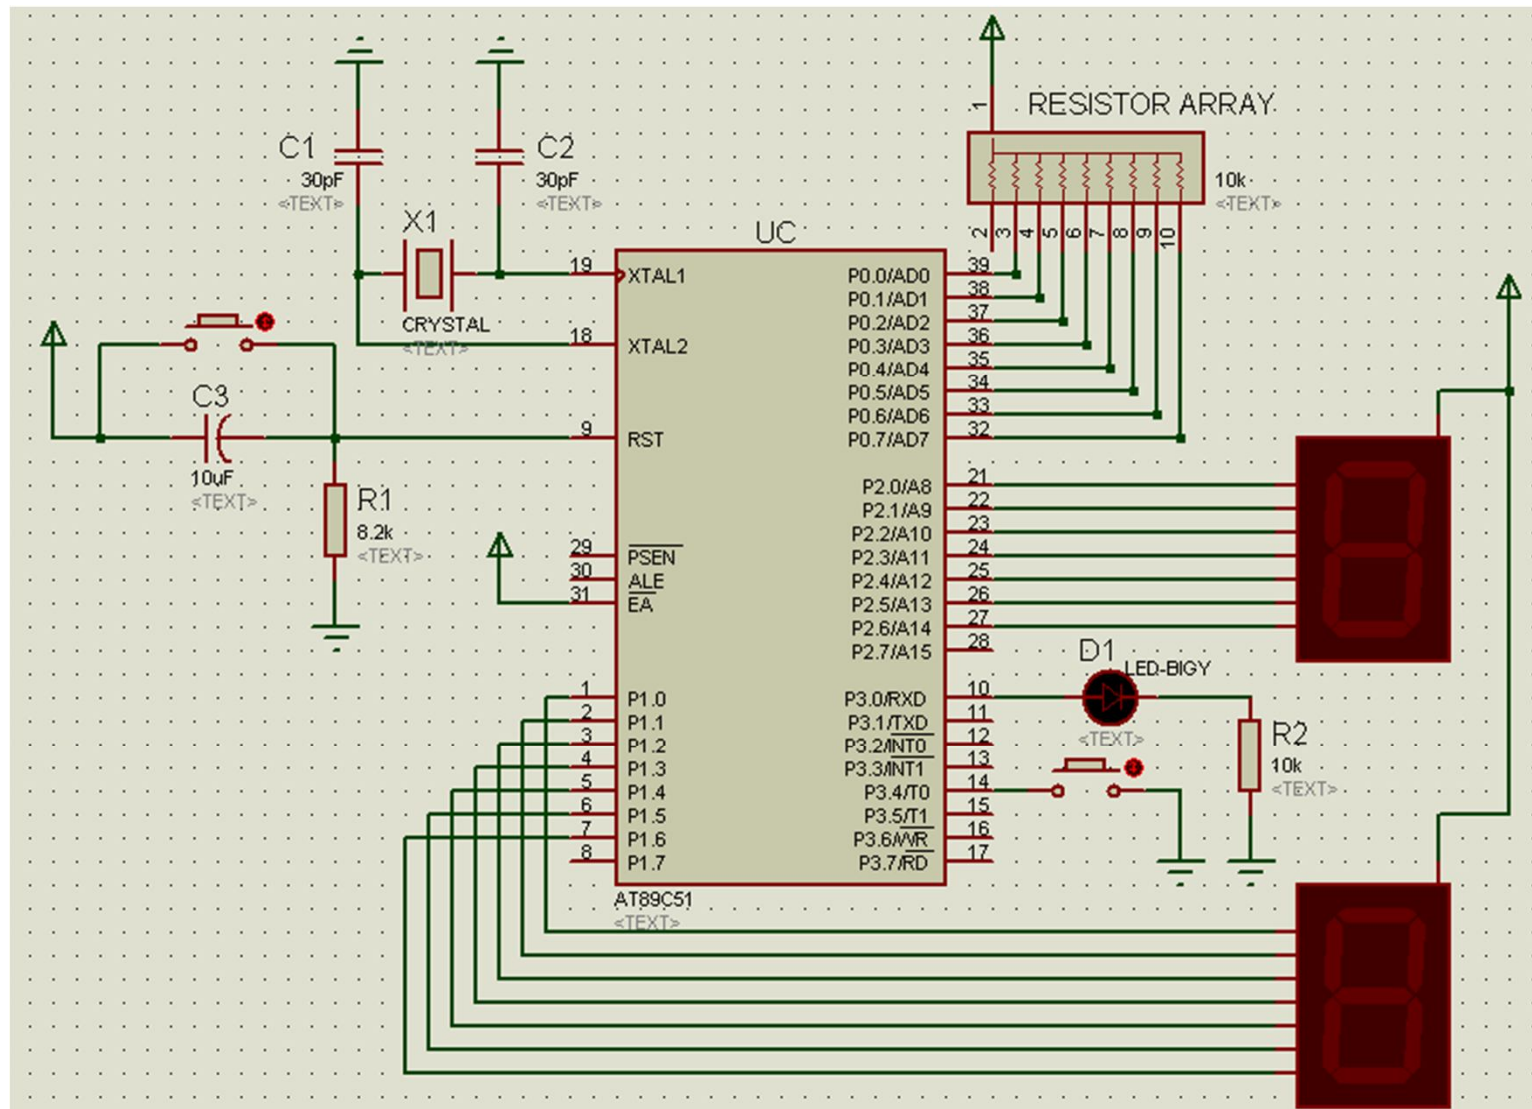 RESISTOR ARRAY
1
10k
<TEXT>
2
3
4
5
6
7
8
9
10
C1
30pF
<TEXT>
C2
30pF
<TEXT>
X1
CRYSTAL
<TEXT>
C3
10uF
<TEXT>
R1
8.2k
<TEXT>
UC
19 XTAL1
18 XTAL2
9 RST
29 PSEN
30 ALE
31 EA
1 P1.0
2 P1.1
3 P1.2
4 P1.3
5 P1.4
6 P1.5
7 P1.6
8 P1.7
P0.0/AD0 39
P0.1/AD1 38
P0.2/AD2 37
P0.3/AD3 36
P0.4/AD4 35
P0.5/AD5 34
P0.6/AD6 33
P0.7/AD7 32
P2.0/A8 21
P2.1/A9 22
P2.2/A10 23
P2.3/A11 24
P2.4/A12 25
P2.5/A13 26
P2.6/A14 27
P2.7/A15 28
P3.0/RXD 10
P3.1/TXD 11
P3.2/INT0 12
P3.3/INT1 13
P3.4/T0 14
P3.5/T1 15
P3.6/WR 16
P3.7/RD 17
AT89C51
<TEXT>
D1
LED-BIGY
<TEXT>
R2
10k
<TEXT>